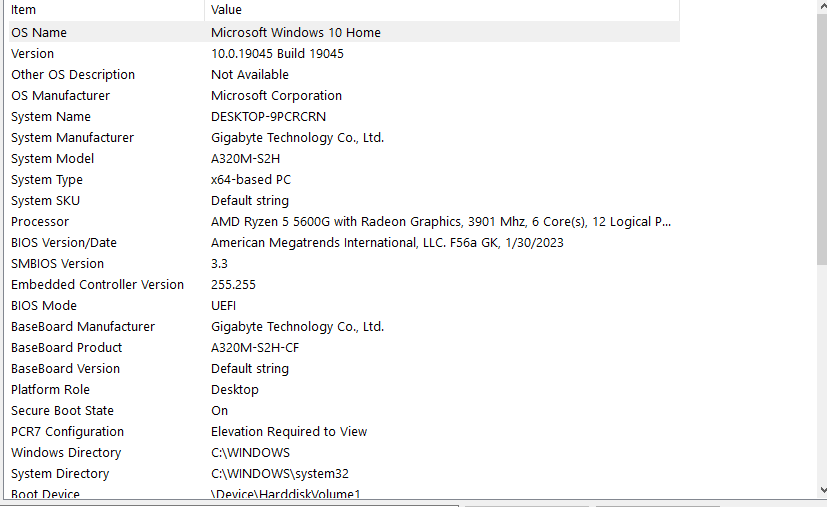 Item Value
OS Name Microsoft Windows 10 Home
Version 10.0.19045 Build 19045
Other OS Description Not Available
OS Manufacturer Microsoft Corporation
System Name DESKTOP-9PCRCRN
System Manufacturer Gigabyte Technology Co., Ltd.
System Model A320M-S2H
System Type x64-based PC
System SKU Default string
Processor AMD Ryzen 5 5600G with Radeon Graphics, 3901 Mhz, 6 Core(s), 12 Logical P...
BIOS Version/Date American Megatrends International, LLC. F56a GK, 1/30/2023
SMBIOS Version 3.3
Embedded Controller Version 255.255
BIOS Mode UEFI
BaseBoard Manufacturer Gigabyte Technology Co., Ltd.
BaseBoard Product A320M-S2H-CF
BaseBoard Version Default string
Platform Role Desktop
Secure Boot State On
PCR7 Configuration Elevation Required to View
Windows Directory C:\WINDOWS
System Directory C:\WINDOWS\system32
Boot Device \Device\HarddiskVolume1